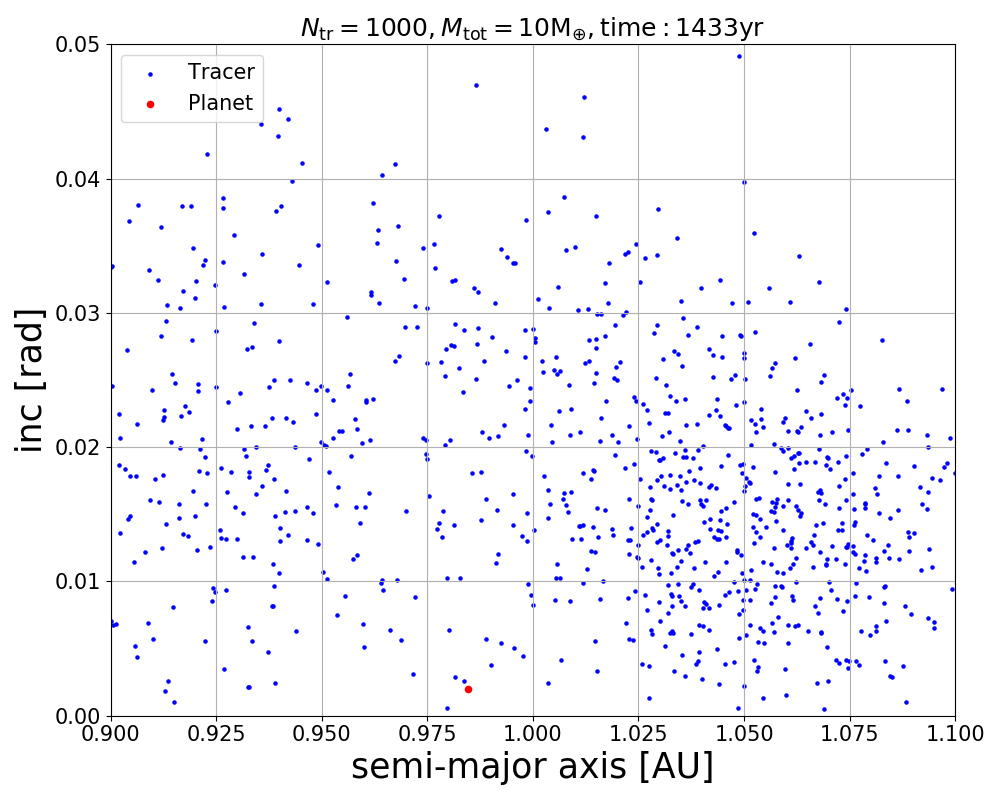 N_tr = 1000, M_tot = 10M_⊕, time : 1433yr
Tracer
Planet
inc [rad]
0.05
0.04
0.03
0.02
0.01
0.00
0.900 0.925 0.950 0.975 1.000 1.025 1.050 1.075 1.100
semi-major axis [AU]